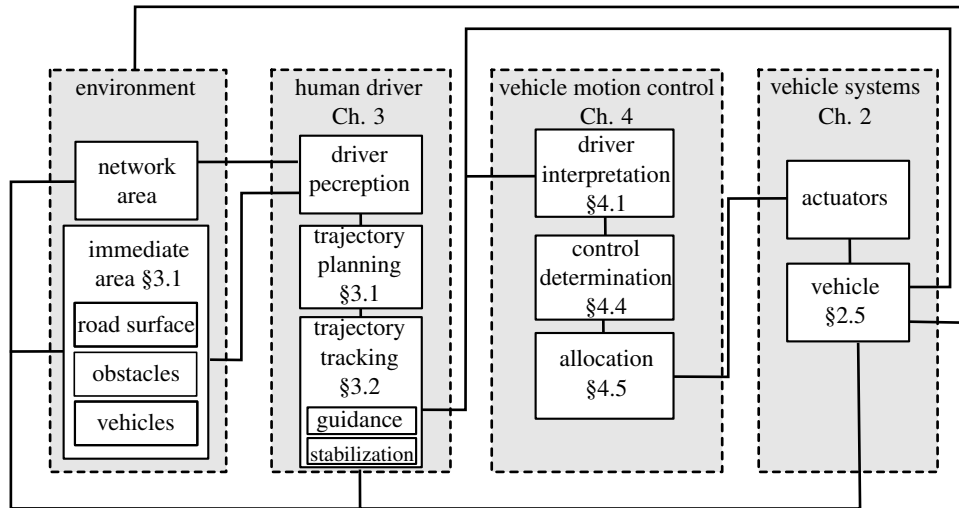 environment
network
area
immediate
area §3.1
road surface
obstacles
vehicles
human driver
Ch. 3
driver
pecreption
trajectory
planning
§3.1
trajectory
tracking
§3.2
guidance
stabilization
vehicle motion control
Ch. 4
driver
interpretation
§4.1
control
determination
§4.4
allocation
§4.5
vehicle systems
Ch. 2
actuators
vehicle
§2.5